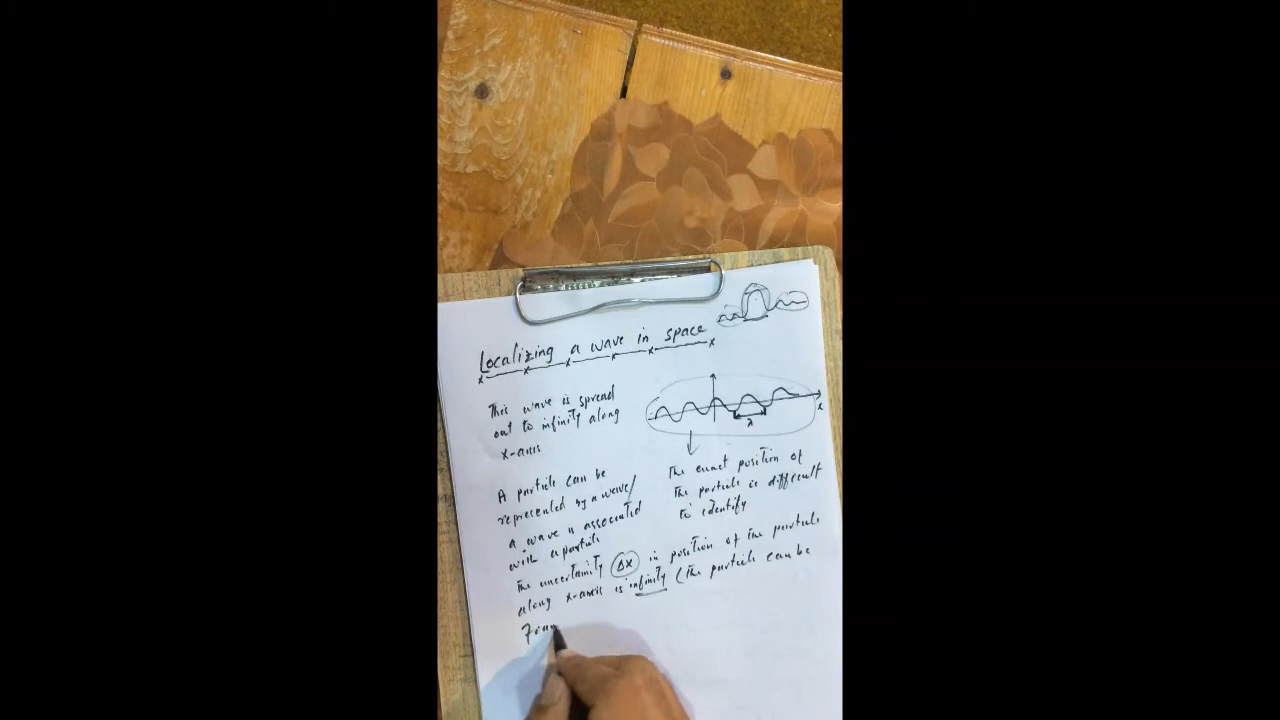 Localizing a wave in space
This wave is spread
out to infinity along
x-axis
λ
x
A particle can be
represented by a wave/
a wave is associated
with a particle
The exact position of
the particle is difficult
to identify
The uncertainity Δx in position of the particle
along x-axis is infinity (The particle can be
Foun